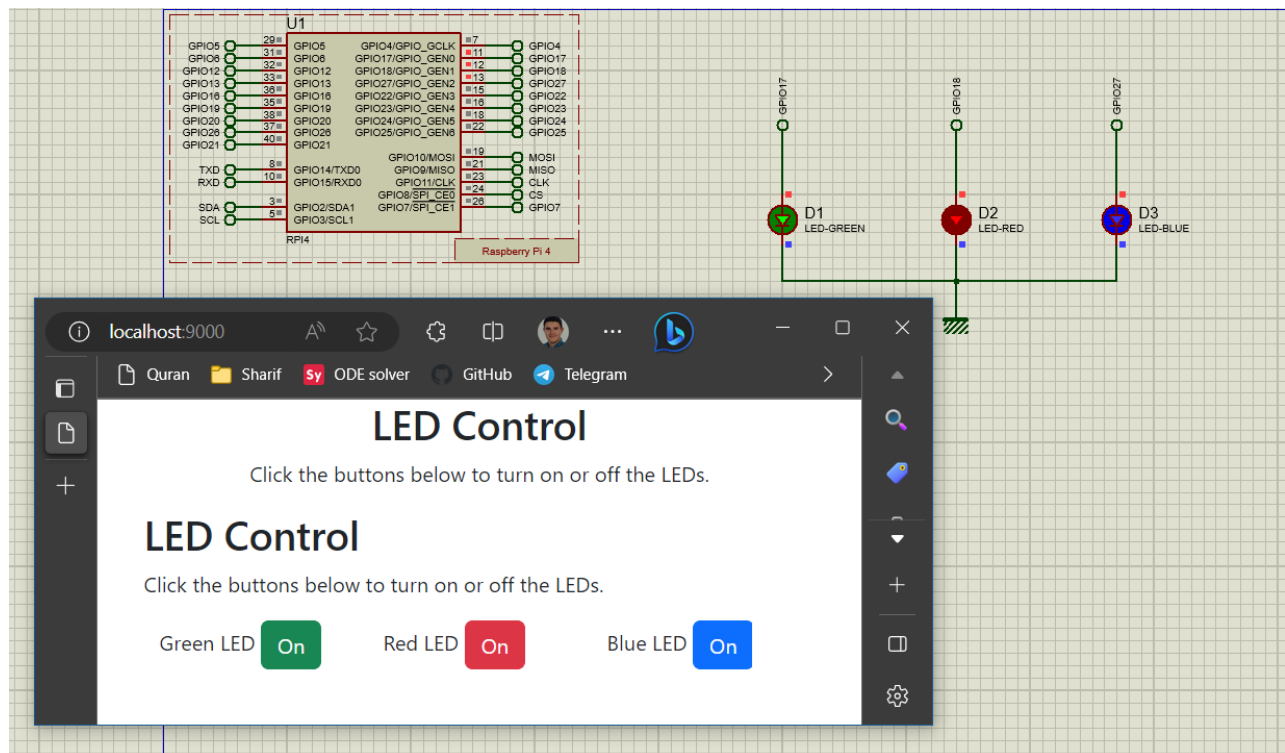 U1
GPIO5 29 GPIO5 GPIO4/GPIO_GCLK 7 GPIO4
GPIO6 31 GPIO6 GPIO17/GPIO_GEN0 11 GPIO17
GPIO12 32 GPIO12 GPIO18/GPIO_GEN1 12 GPIO18
GPIO13 33 GPIO13 GPIO27/GPIO_GEN2 13 GPIO27
GPIO16 36 GPIO16 GPIO22/GPIO_GEN3 15 GPIO22
GPIO19 35 GPIO19 GPIO23/GPIO_GEN4 16 GPIO23
GPIO20 38 GPIO20 GPIO24/GPIO_GEN5 18 GPIO24
GPIO26 37 GPIO26 GPIO25/GPIO_GEN6 22 GPIO25
GPIO21 40 GPIO21
GPIO10/MOSI 19 MOSI
TXD 8 GPIO14/TXD0 GPIO9/MISO 21 MISO
RXD 10 GPIO15/RXD0 GPIO11/CLK 23 CLK
GPIO8/SPI_CE0 24 CS
SDA 3 GPIO2/SDA1 GPIO7/SPI_CE1 26 GPIO7
SCL 5 GPIO3/SCL1
RPI4
Raspberry Pi 4
GPIO17
GPIO18
GPIO27
D1
LED-GREEN
D2
LED-RED
D3
LED-BLUE
localhost:9000
Quran Sharif Sy ODE solver GitHub Telegram
LED Control
Click the buttons below to turn on or off the LEDs.
LED Control
Click the buttons below to turn on or off the LEDs.
Green LED On Red LED On Blue LED On